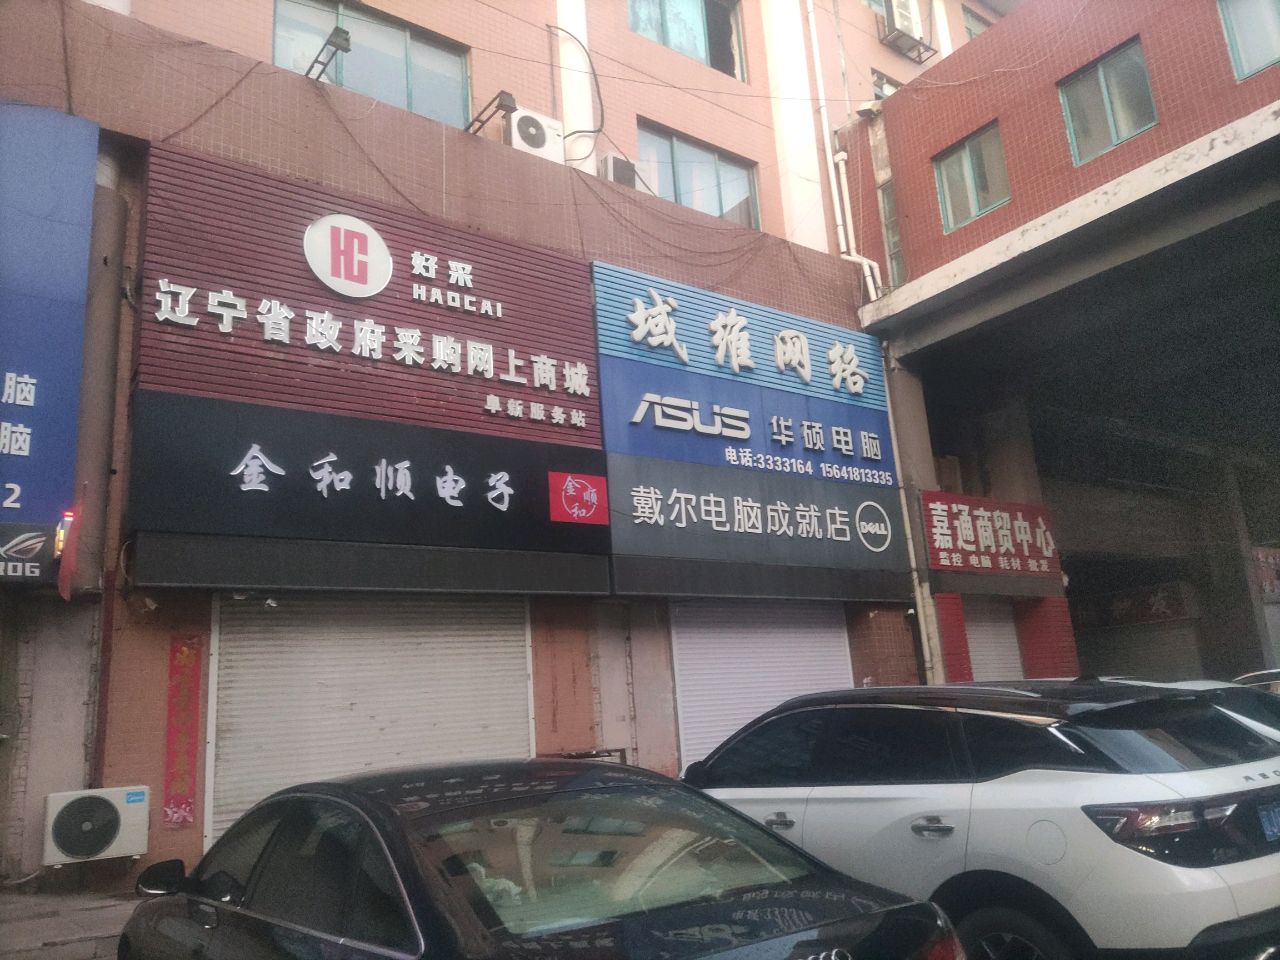 脑
脑
2
ROG
HC
好采
HAOCAI
辽宁省政府采购网上商城
阜新服务站
金和顺电子
金顺和
域维网络
ASUS 华硕电脑
电话:3333164 15641813335
戴尔电脑成就店
DELL
嘉通商贸中心
监控 电脑 耗材 批发